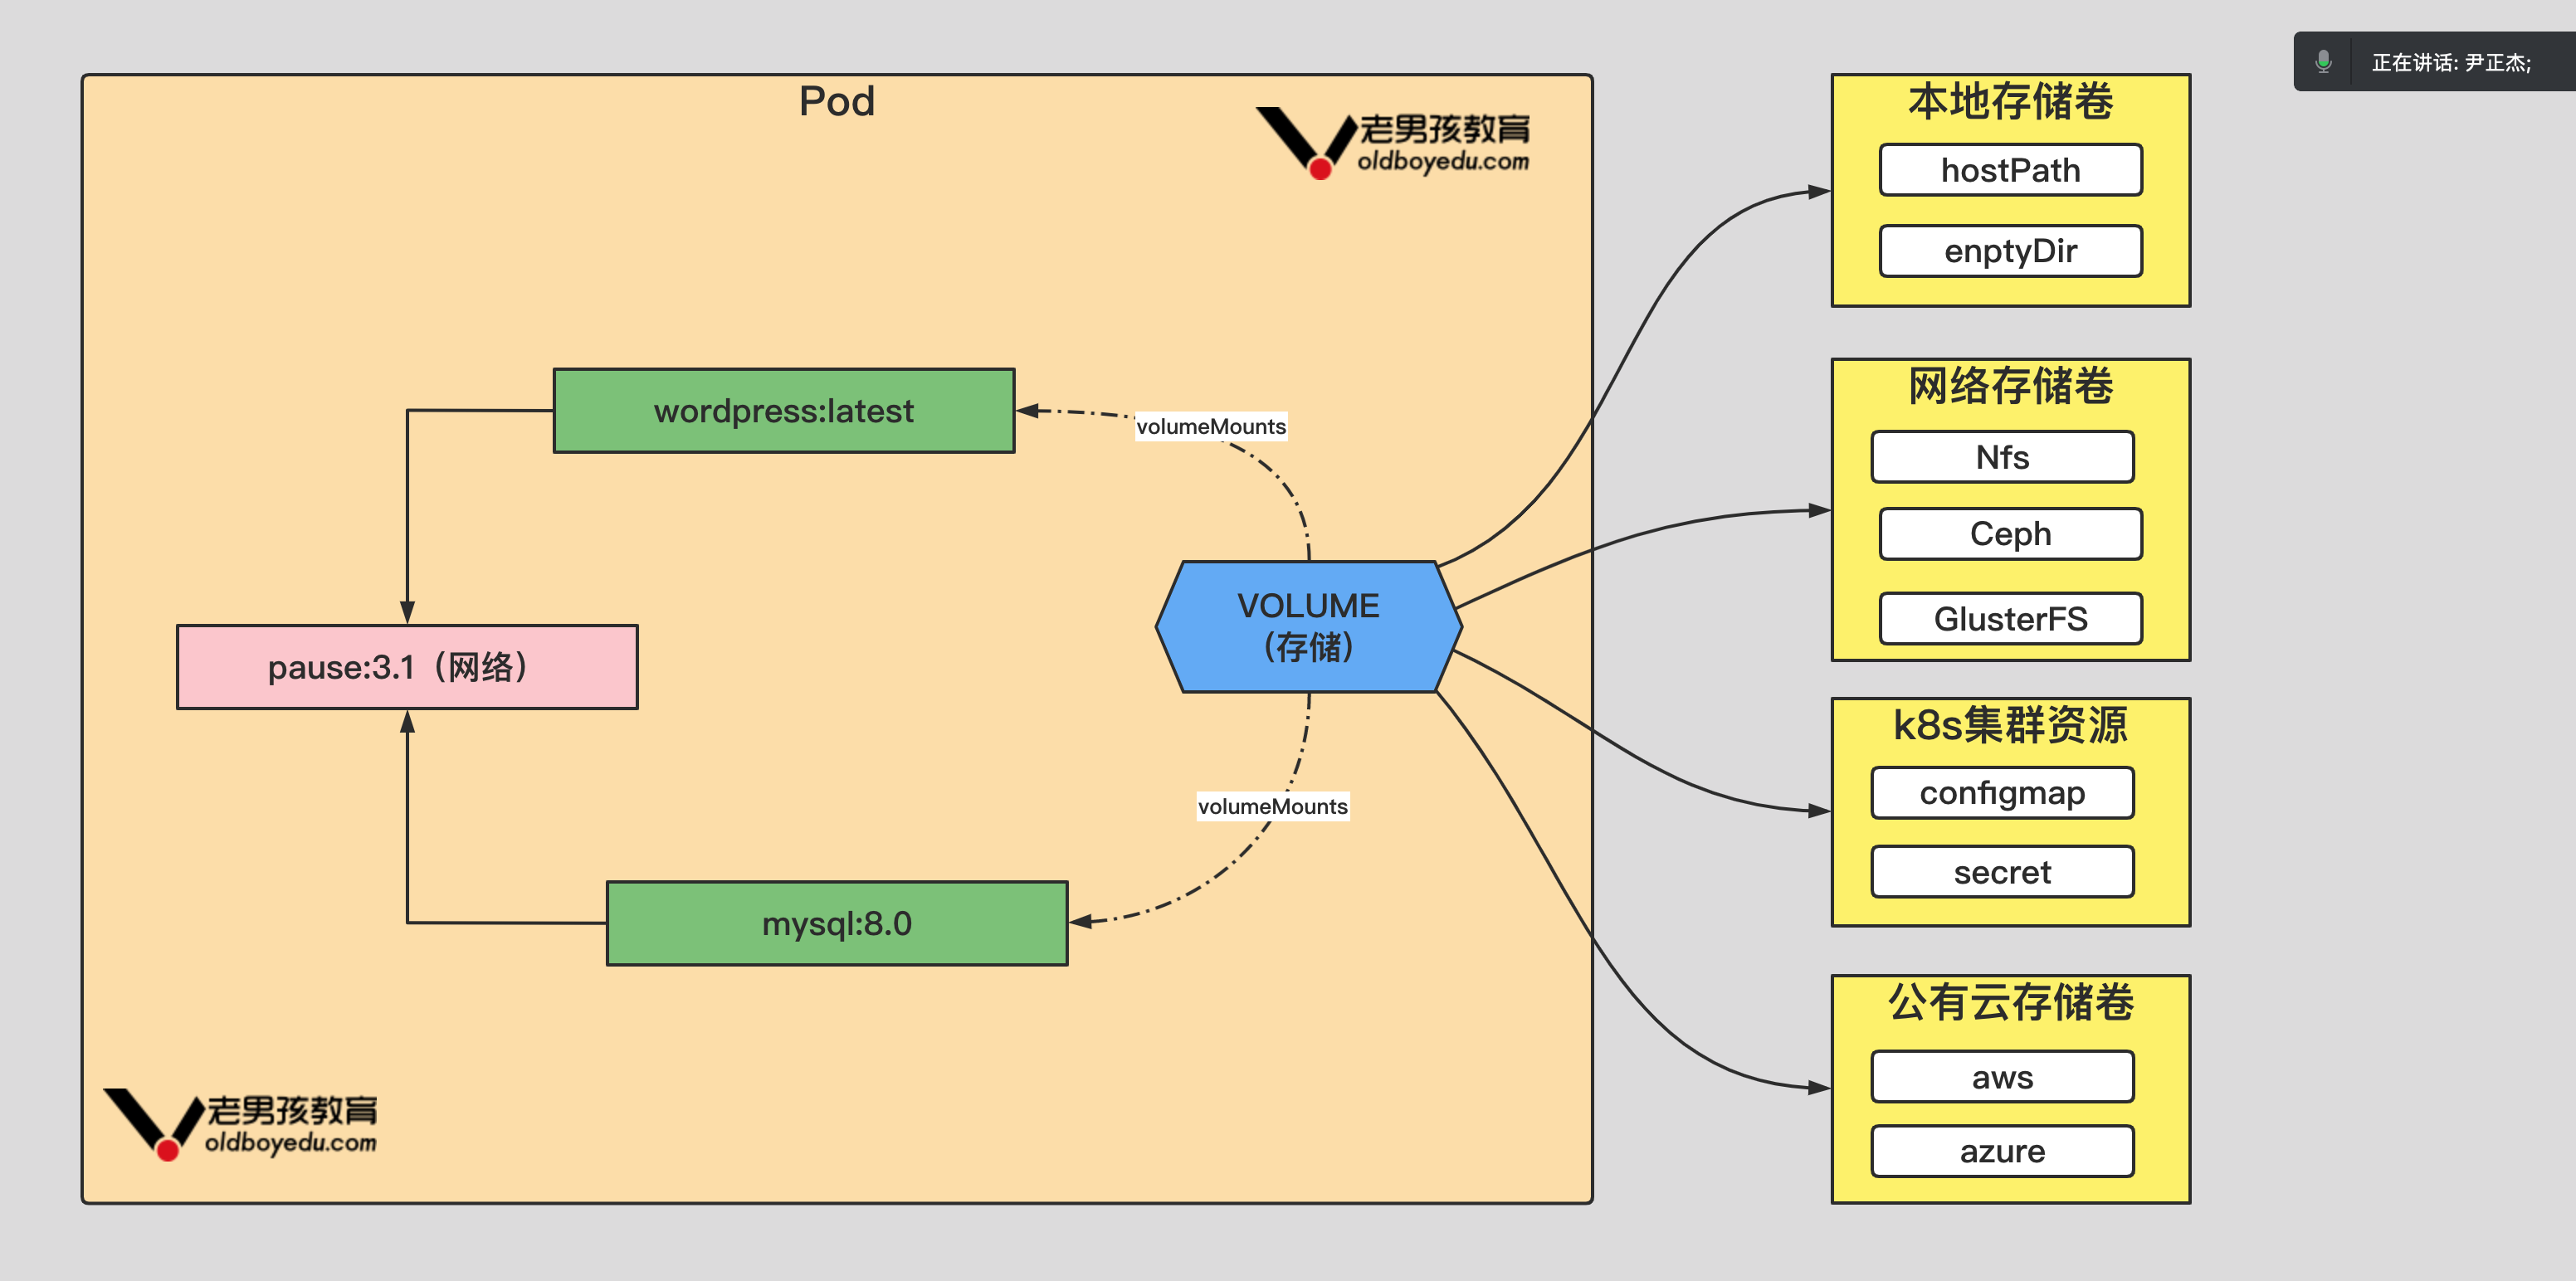 正在讲话: 尹正杰;
Pod
老男孩教育
oldboyedu.com
wordpress:latest
volumeMounts
pause:3.1（网络）
VOLUME
（存储）
volumeMounts
mysql:8.0
老男孩教育
oldboyedu.com
本地存储卷
hostPath
enptyDir
网络存储卷
Nfs
Ceph
GlusterFS
k8s集群资源
configmap
secret
公有云存储卷
aws
azure